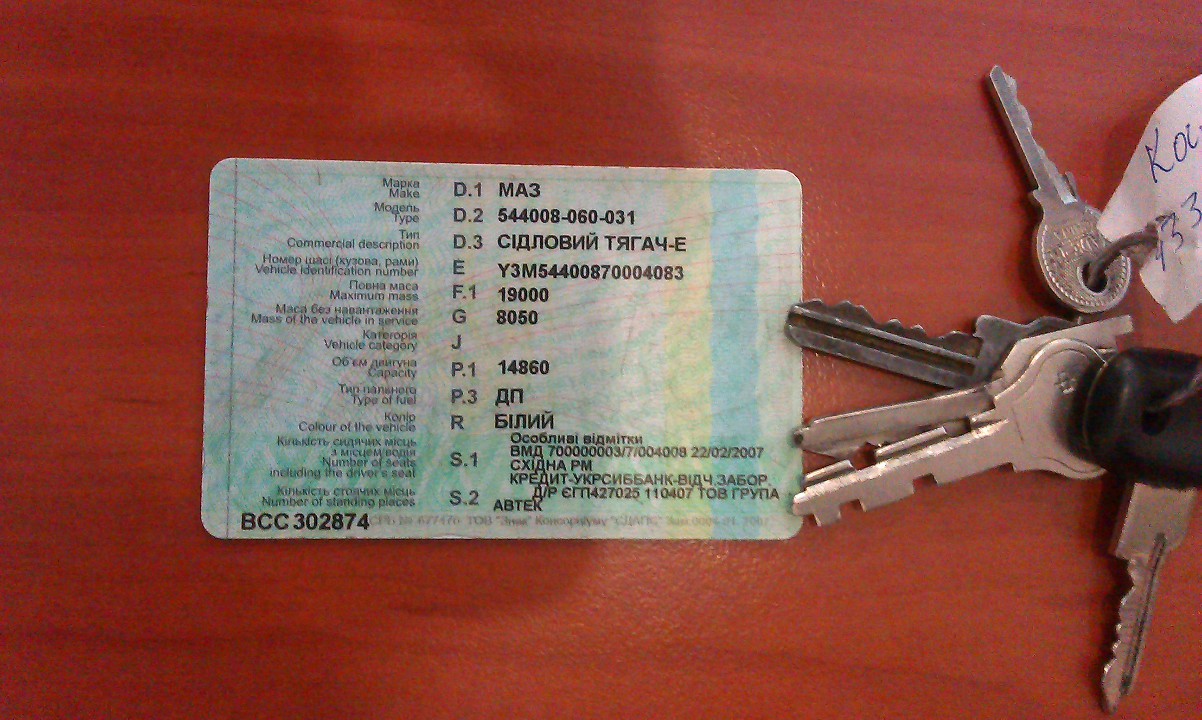 Марка
Make
D.1 МАЗ
Модель
Type
D.2 544008-060-031
Тип
Commercial description
D.3 СІДЛОВИЙ ТЯГАЧ-Е
Номер шасі (кузова, рами)
Vehicle identification number
E Y3M54400870004083
Повна маса
Maximum mass
F.1 19000
Маса без навантаження
Mass of the vehicle in service
G 8050
Категорія
Vehicle category
J
Об'єм двигуна
Capacity
P.1 14860
Тип пального
Type of fuel
P.3 ДП
Колір
Colour of the vehicle
R БІЛИЙ
Кількість сидячих місць
з місцем водія
Number of seats
including the driver's seat
S.1
Кількість стоячих місць
Number of standing places
S.2
Особливі відмітки
ВМД 700000003/7/004008 22/02/2007
СХІДНА РМ
КРЕДИТ-УКРСИББАНК-ВІДЧ.ЗАБОР.
Д/Р ЄГП427025 110407 ТОВ ГРУПА
АВТЕК
ВСС 302874
ТОВ "Знак" Консорціуму